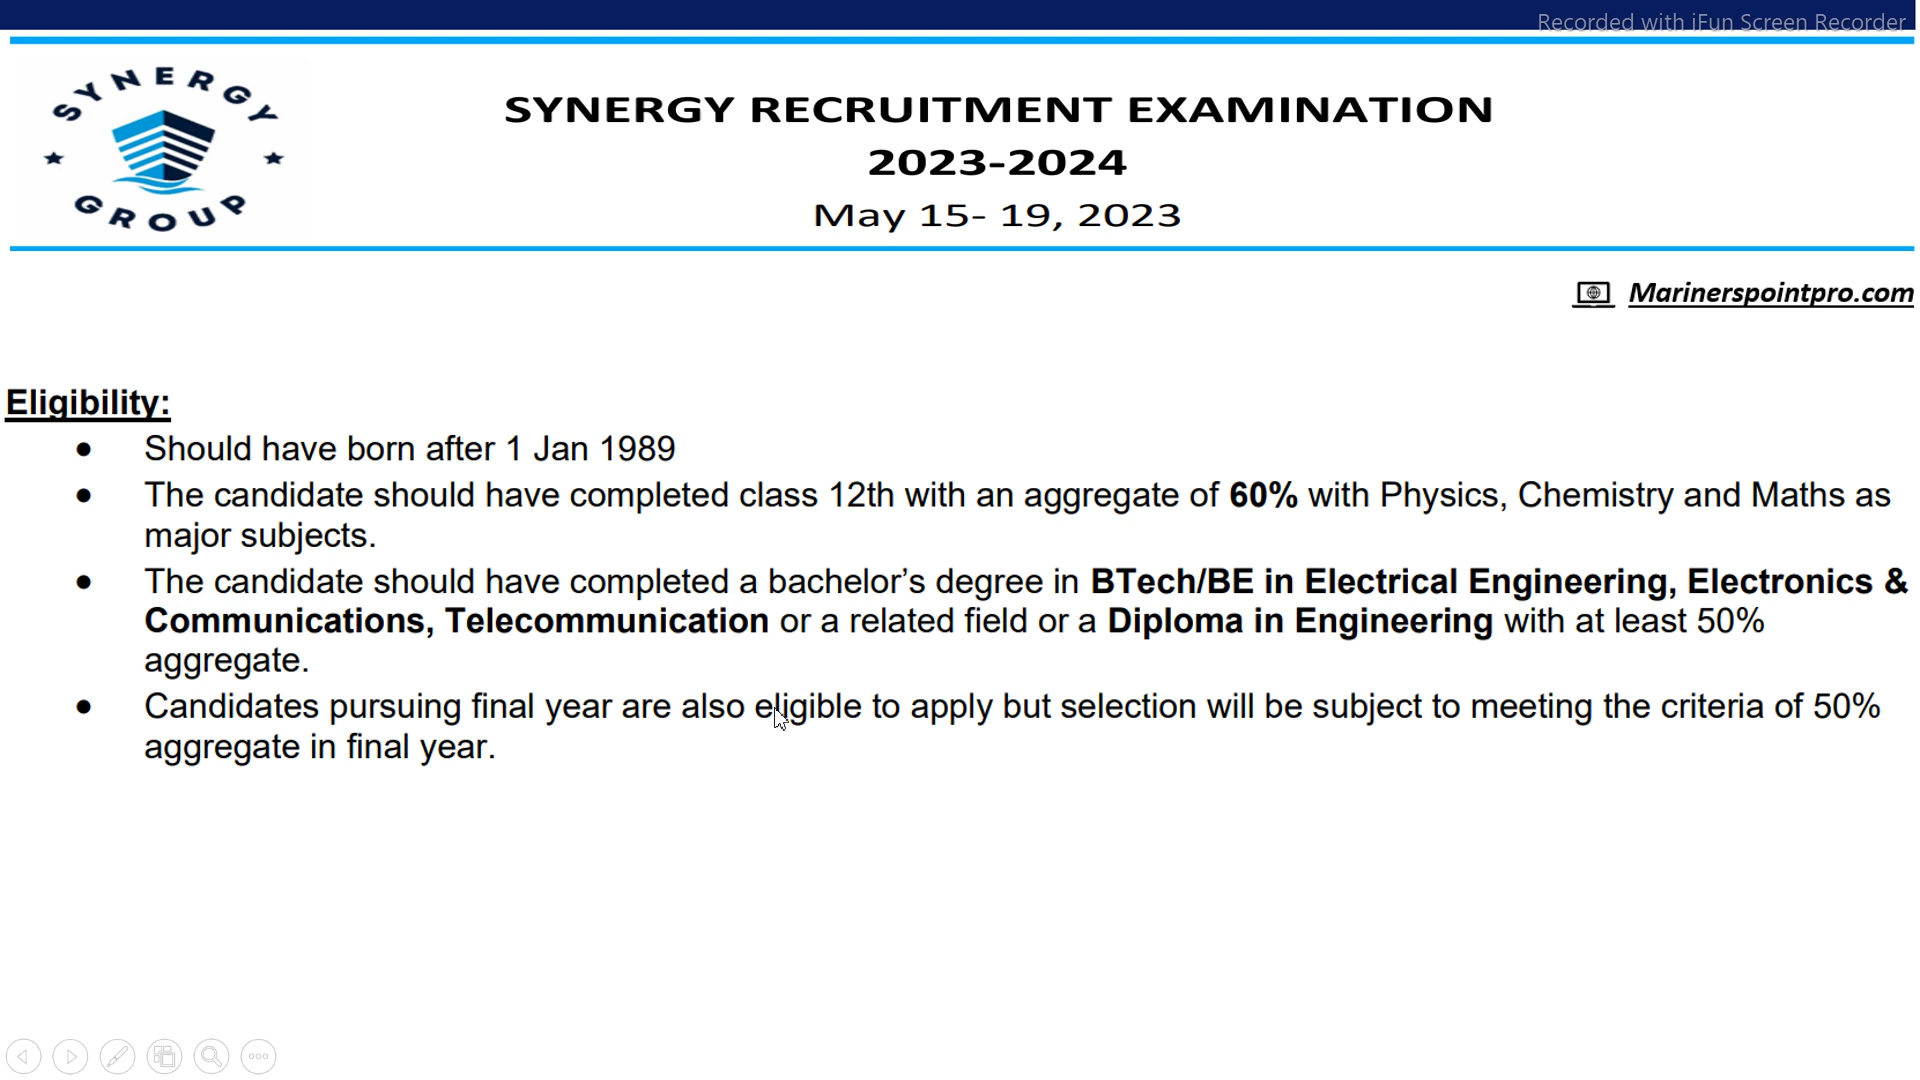 Recorded with iFun Screen Recorder
SYNERGY
GROUP
SYNERGY RECRUITMENT EXAMINATION
2023-2024
May 15- 19, 2023
Marinerspointpro.com
Eligibility:
● Should have born after 1 Jan 1989
● The candidate should have completed class 12th with an aggregate of 60% with Physics, Chemistry and Maths as
major subjects.
● The candidate should have completed a bachelor’s degree in BTech/BE in Electrical Engineering, Electronics &
Communications, Telecommunication or a related field or a Diploma in Engineering with at least 50%
aggregate.
● Candidates pursuing final year are also eligible to apply but selection will be subject to meeting the criteria of 50%
aggregate in final year.